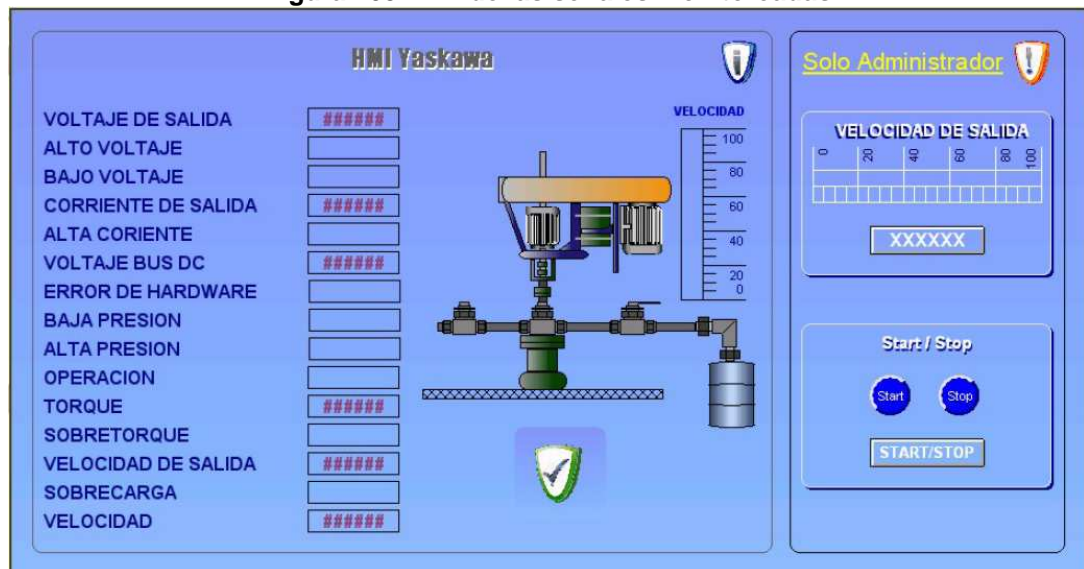 HMI Yaskawa
VOLTAJE DE SALIDA ######
ALTO VOLTAJE
BAJO VOLTAJE
CORRIENTE DE SALIDA ######
ALTA CORIENTE
VOLTAJE BUS DC ######
ERROR DE HARDWARE
BAJA PRESION
ALTA PRESION
OPERACION
TORQUE ######
SOBRETORQUE
VELOCIDAD DE SALIDA ######
SOBRECARGA
VELOCIDAD ######
VELOCIDAD
100
80
60
40
20
0
Solo Administrador
VELOCIDAD DE SALIDA
0 20 40 60 80 100
XXXXXX
Start / Stop
Start Stop
START/STOP